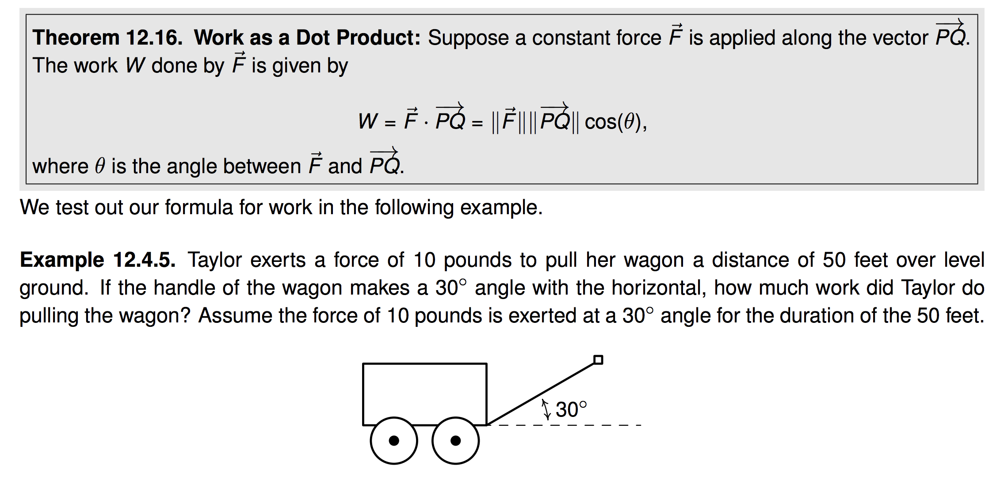 Theorem 12.16. Work as a Dot Product: Suppose a constant force $\vec{F}$ is applied along the vector $\overrightarrow{PQ}$.
The work W done by $\vec{F}$ is given by
$W = \vec{F} \cdot \overrightarrow{PQ} = \|\vec{F}\| \|\overrightarrow{PQ}\| \cos(\theta),$
where θ is the angle between $\vec{F}$ and $\overrightarrow{PQ}$.
We test out our formula for work in the following example.
Example 12.4.5. Taylor exerts a force of 10 pounds to pull her wagon a distance of 50 feet over level
ground. If the handle of the wagon makes a 30° angle with the horizontal, how much work did Taylor do
pulling the wagon? Assume the force of 10 pounds is exerted at a 30° angle for the duration of the 50 feet.
30°